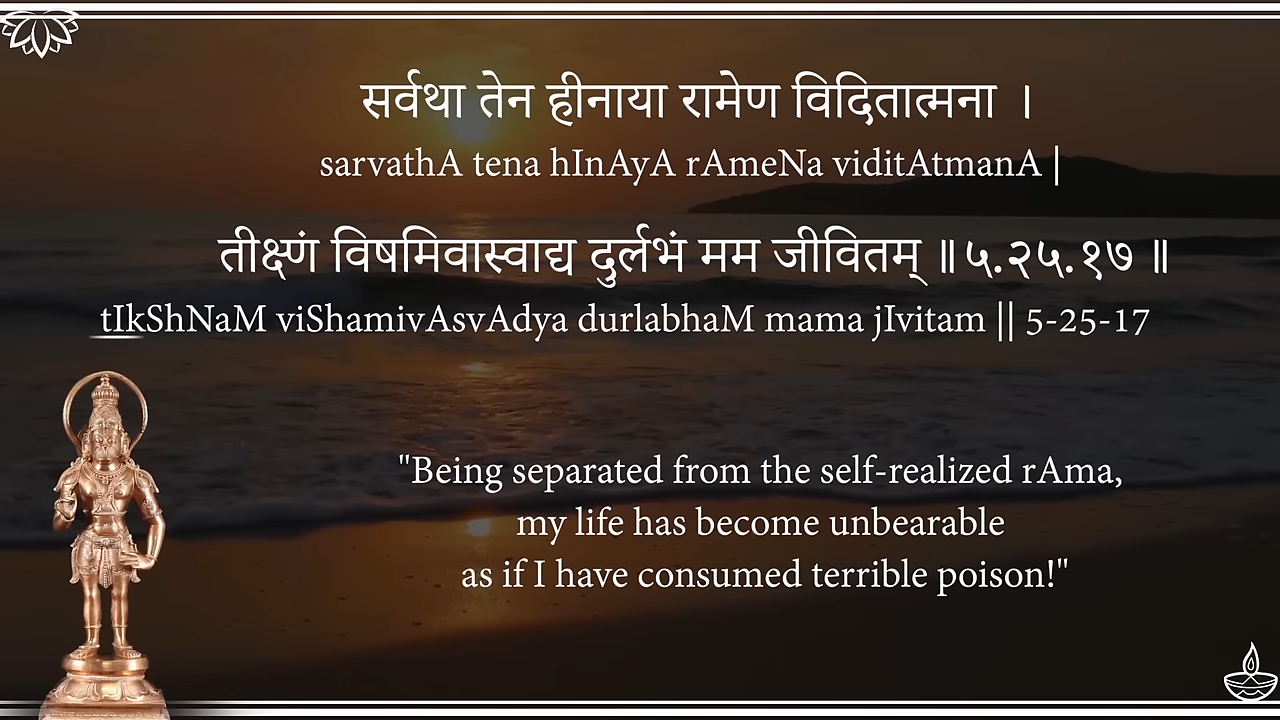 सर्वथा तेन हीनाया रामेण विदितात्मना ।
sarvathA tena hInAyA rAmeNa viditAtmanA |
तीक्ष्णं विषमिवास्वाद्य दुर्लभं मम जीवितम् ॥५.२५.१७ ॥
tIkShNaM viShamivAsvAdya durlabhaM mama jIvitam || 5-25-17
"Being separated from the self-realized rAma,
my life has become unbearable
as if I have consumed terrible poison!"